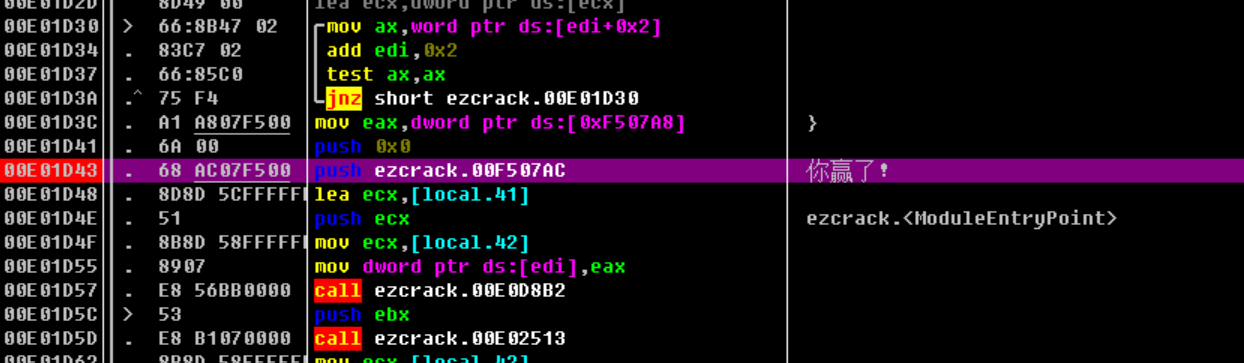 00E01D2D 8D49 00 lea ecx,dword ptr ds:[ecx]
00E01D30 > 66:8B47 02 mov ax,word ptr ds:[edi+0x2]
00E01D34 . 83C7 02 add edi,0x2
00E01D37 . 66:85C0 test ax,ax
00E01D3A .^ 75 F4 jnz short ezcrack.00E01D30
00E01D3C . A1 A807F500 mov eax,dword ptr ds:[0xF507A8] }
00E01D41 . 6A 00 push 0x0
00E01D43 . 68 AC07F500 push ezcrack.00F507AC 你赢了!
00E01D48 . 8D8D 5CFFFFFF lea ecx,[local.41]
00E01D4E . 51 push ecx ezcrack.<ModuleEntryPoint>
00E01D4F . 8B8D 58FFFFFF mov ecx,[local.42]
00E01D55 . 8907 mov dword ptr ds:[edi],eax
00E01D57 . E8 56BB0000 call ezcrack.00E0D8B2
00E01D5C > 53 push ebx
00E01D5D . E8 B1070000 call ezcrack.00E02513
00E01D62 . 8B8D 58FFFFFF mov ecx,[local.42]